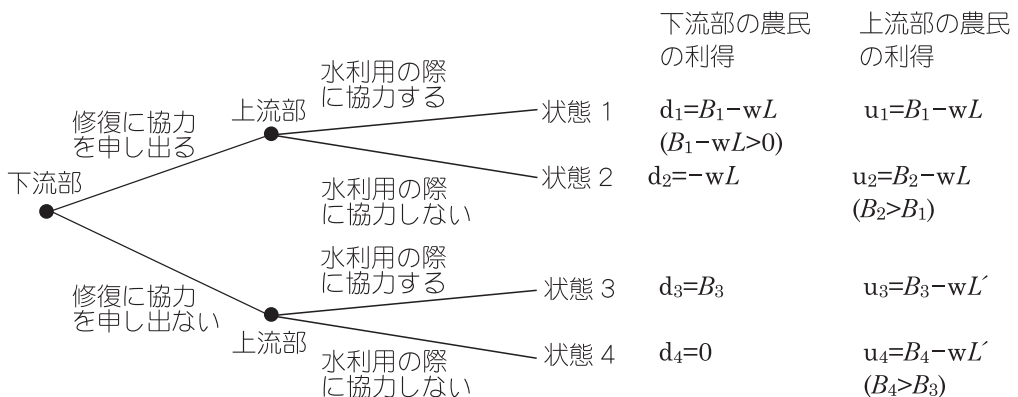 下流部の農民
の利得
上流部の農民
の利得
水利用の際
に協力する
上流部
修復に協力
を申し出る
状態 1
d₁=B₁−wL
(B₁−wL>0)
u₁=B₁−wL
下流部
水利用の際
に協力しない
状態 2
d₂=−wL
u₂=B₂−wL
(B₂>B₁)
修復に協力
を申し出ない
水利用の際
に協力する
上流部
状態 3
d₃=B₃
u₃=B₃−wL´
水利用の際
に協力しない
状態 4
d₄=0
u₄=B₄−wL´
(B₄>B₃)